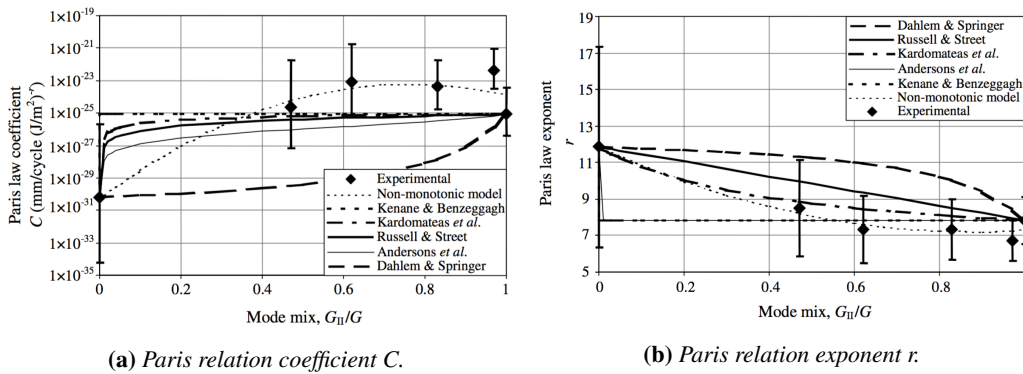 1×10⁻¹⁹
1×10⁻²¹
1×10⁻²³
1×10⁻²⁵
1×10⁻²⁷
1×10⁻²⁹
1×10⁻³¹
1×10⁻³³
1×10⁻³⁵
Paris law coefficient
C (mm/cycle (J/m²)⁻ʳ)
Experimental
Non-monotonic model
Kenane & Benzeggagh
Kardomateas et al.
Russell & Street
Andersons et al.
Dahlem & Springer
0 0.2 0.4 0.6 0.8 1
Mode mix, G_II/G
(a) Paris relation coefficient C.
19
17
15
13
11
9
7
5
Paris law exponent
r
Dahlem & Springer
Russell & Street
Kardomateas et al.
Andersons et al.
Kenane & Benzeggagh
Non-monotonic model
Experimental
0 0.2 0.4 0.6 0.8 1
Mode mix, G_II/G
(b) Paris relation exponent r.